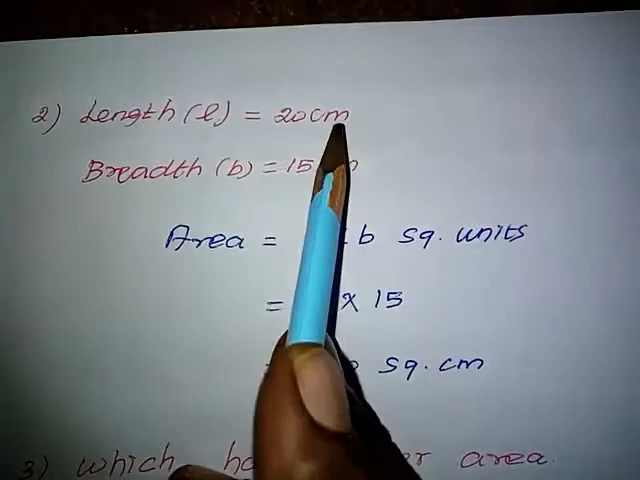 2) Length (l) = 20cm
Breadth (b) = 15
Area = b sq. units
= × 15
sq. cm
3) which area.